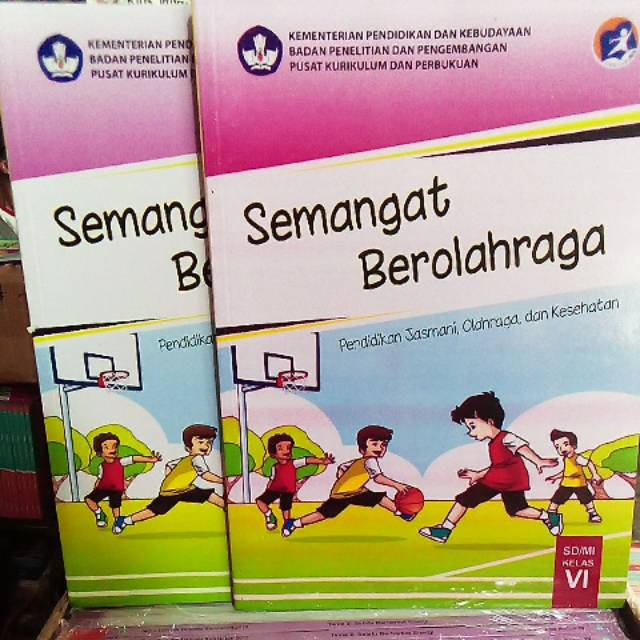 KEMENTERIAN PEND
BADAN PENELITIAN
PUSAT KURIKULUM
Semang
Be
Pendidika
KEMENTERIAN PENDIDIKAN DAN KEBUDAYAAN
BADAN PENELITIAN DAN PENGEMBANGAN
PUSAT KURIKULUM DAN PERBUKUAN
Semangat
Berolahraga
Pendidikan Jasmani, Olahraga, dan Kesehatan
SD/MI
KELAS
VI